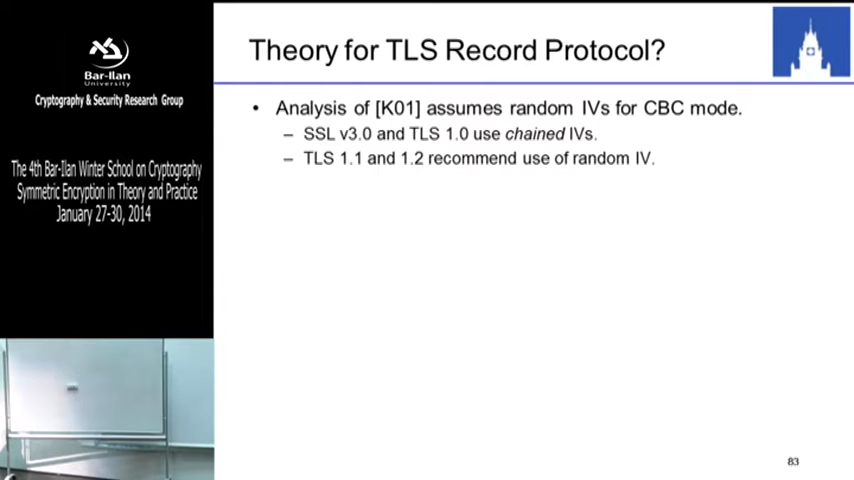 Bar-Ilan
University
Cryptography & Security Research Group
The 4th Bar-Ilan Winter School on Cryptography
Symmetric Encryption in Theory and Practice
January 27-30, 2014
Theory for TLS Record Protocol?
• Analysis of [K01] assumes random IVs for CBC mode.
– SSL v3.0 and TLS 1.0 use chained IVs.
– TLS 1.1 and 1.2 recommend use of random IV.
83